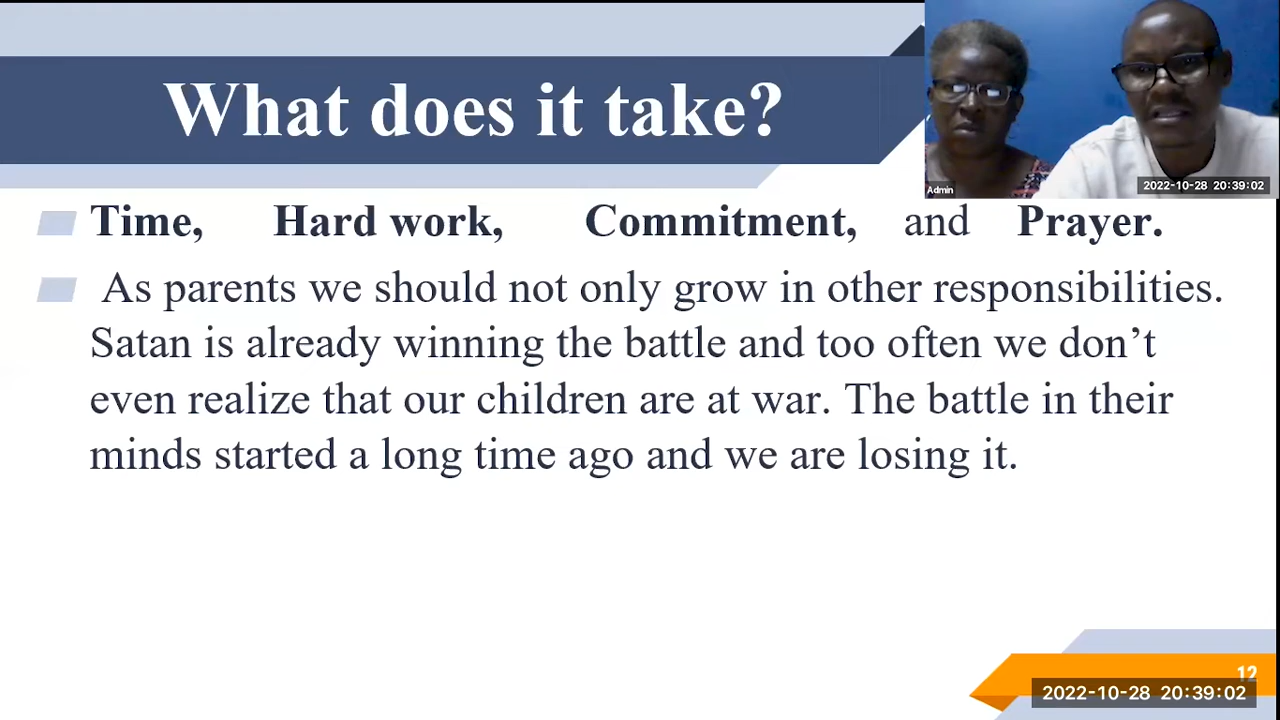 What does it take?
Admin
2022-10-28 20:39:02
Time, Hard work, Commitment, and Prayer.
As parents we should not only grow in other responsibilities.
Satan is already winning the battle and too often we don’t
even realize that our children are at war. The battle in their
minds started a long time ago and we are losing it.
12
2022-10-28 20:39:02